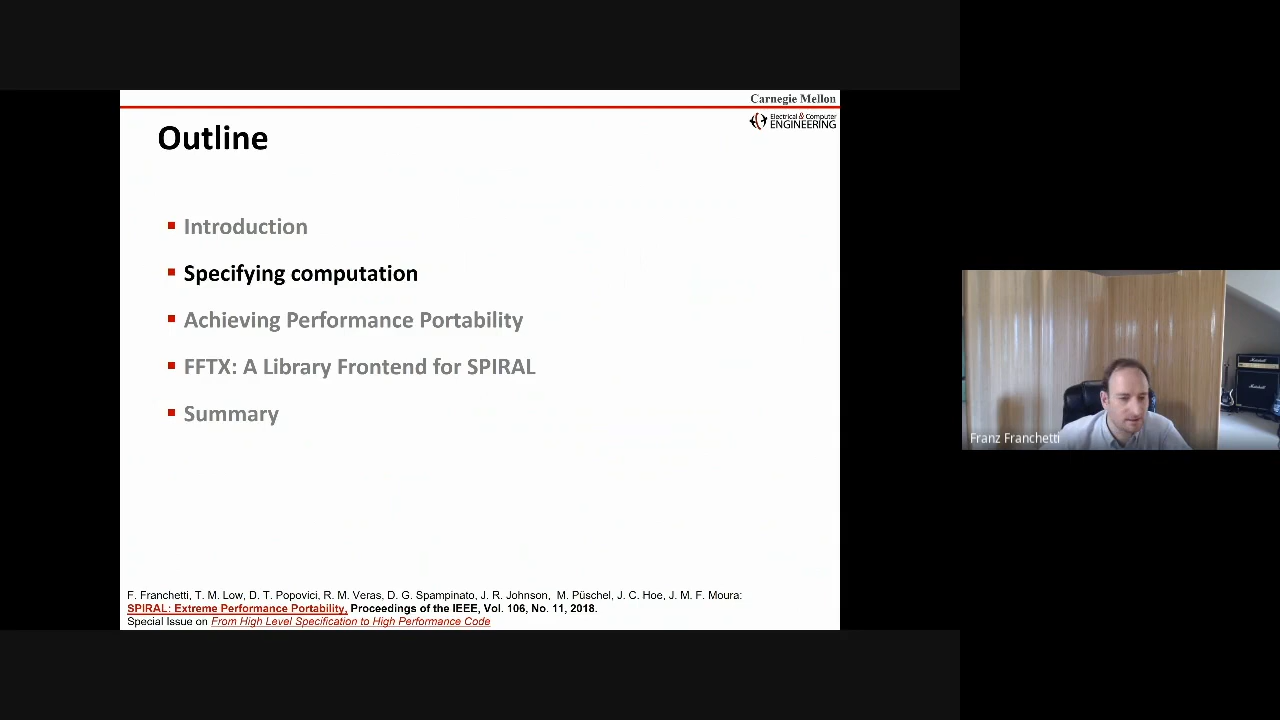 Carnegie Mellon
Electrical & Computer
ENGINEERING
Outline
Introduction
Specifying computation
Achieving Performance Portability
FFTX: A Library Frontend for SPIRAL
Summary
F. Franchetti, T. M. Low, D. T. Popovici, R. M. Veras, D. G. Spampinato, J. R. Johnson, M. Püschel, J. C. Hoe, J. M. F. Moura:
SPIRAL: Extreme Performance Portability, Proceedings of the IEEE, Vol. 106, No. 11, 2018.
Special Issue on From High Level Specification to High Performance Code
Franz Franchetti
Marshall
Marshall